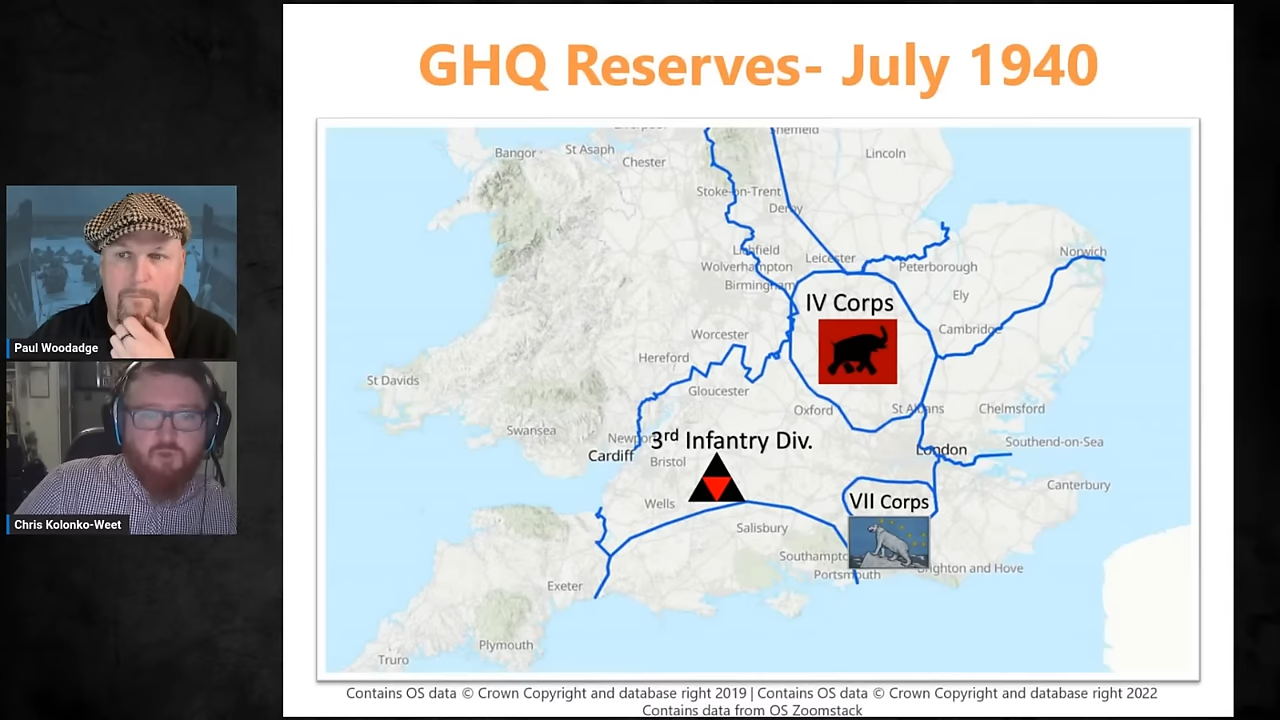 GHQ Reserves- July 1940
Sheffield
Bangor
St Asaph
Chester
Lincoln
Stoke-on-Trent
Derby
Lichfield
Leicester
Norwich
Wolverhampton
Peterborough
Birmingham
Ely
IV Corps
Worcester
Cambridge
Hereford
St Davids
Gloucester
Oxford
St Albans
Chelmsford
Swansea
Newpo
3rd Infantry Div.
Southend-on-Sea
Cardiff
Bristol
London
Canterbury
Wells
VII Corps
Salisbury
Southampto
Brighton and Hove
Portsmouth
Exeter
Plymouth
Truro
Contains OS data © Crown Copyright and database right 2019 | Contains OS data © Crown Copyright and database right 2022
Contains data from OS Zoomstack
Paul Woodadge
Chris Kolonko-Weet